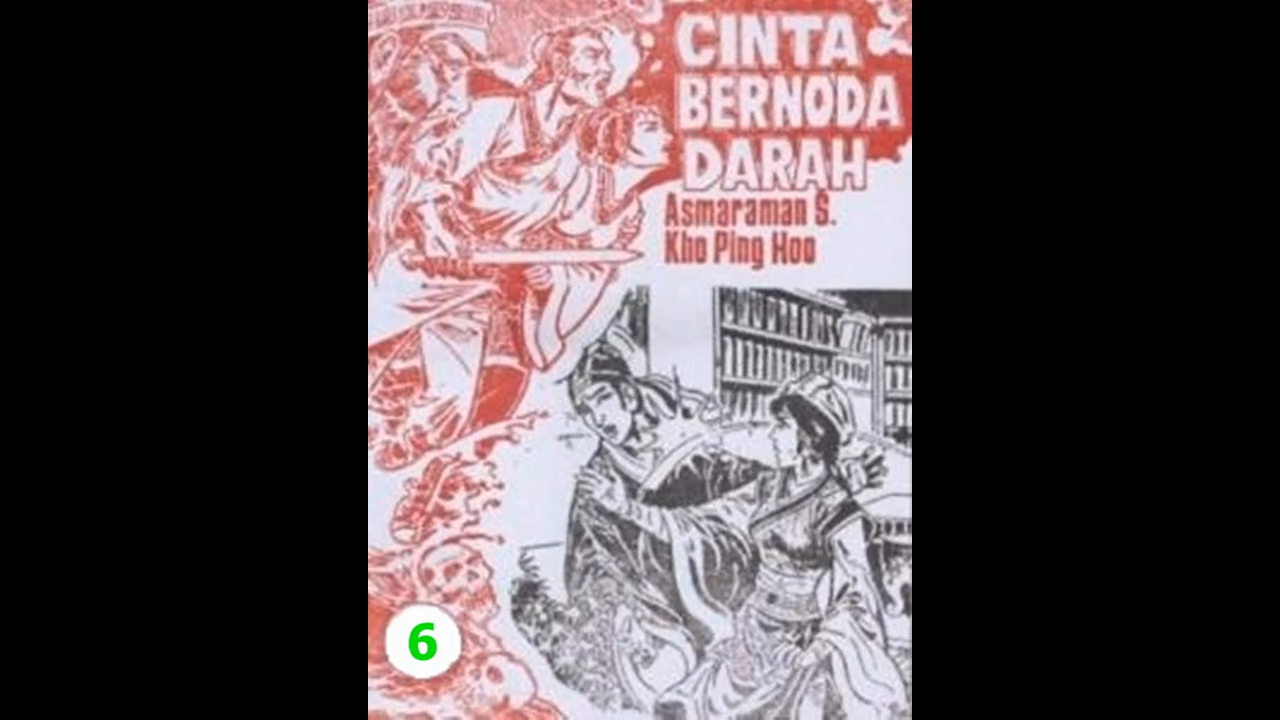 CINTA
BERNODA
DARAH
Asmaraman S.
Kho Ping Hoo
6